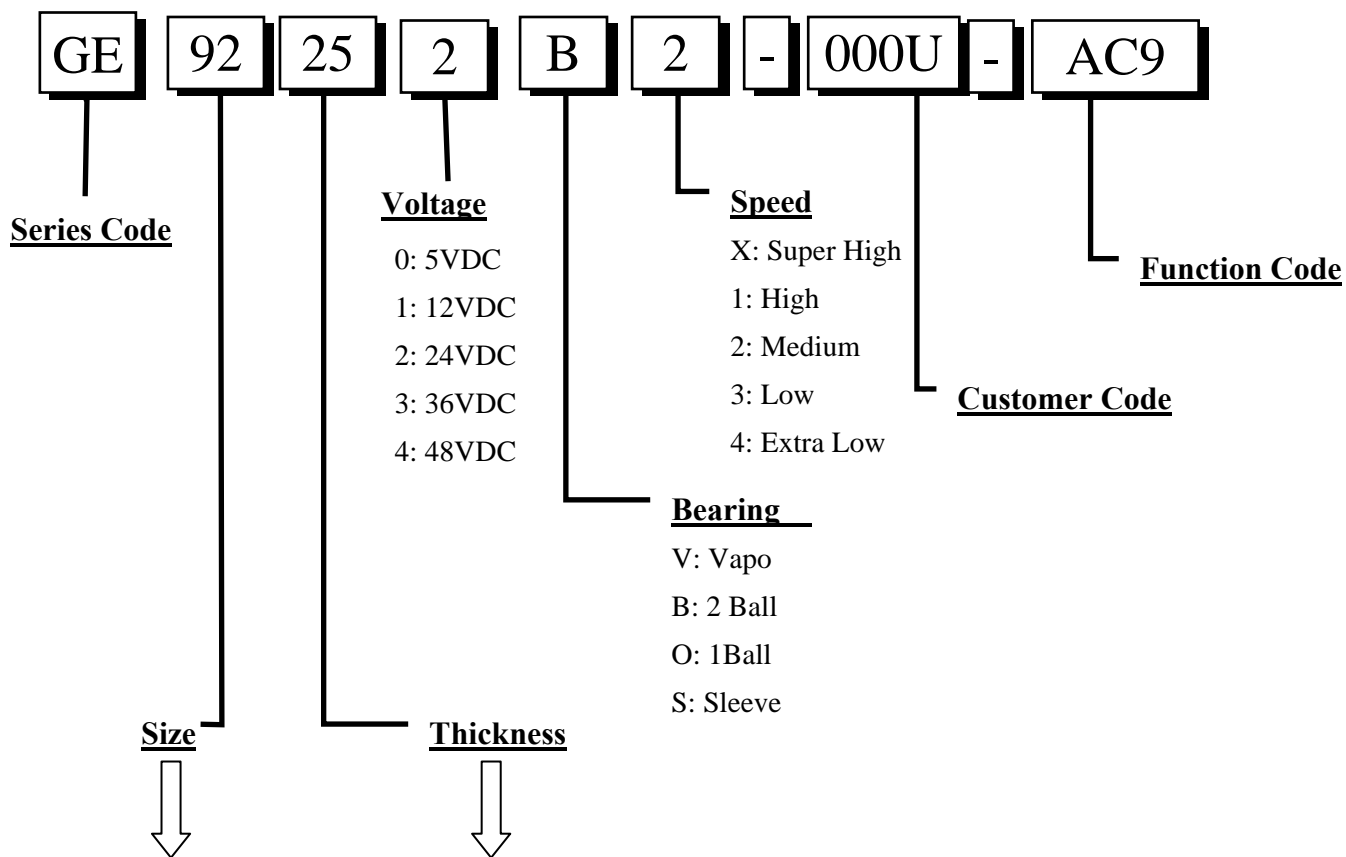 GE 92 25 2 B 2 - 000U - AC9
Series Code
Voltage
0: 5VDC
1: 12VDC
2: 24VDC
3: 36VDC
4: 48VDC
Speed
X: Super High
1: High
2: Medium
3: Low
4: Extra Low
Function Code
Customer Code
Bearing
V: Vapo
B: 2 Ball
O: 1Ball
S: Sleeve
Size
Thickness